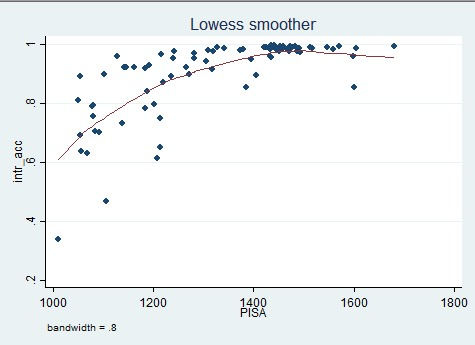 Lowess smoother
1
.8
.6
.4
.2
intr_acc
1000 1200 1400 1600 1800
PISA
bandwidth = .8